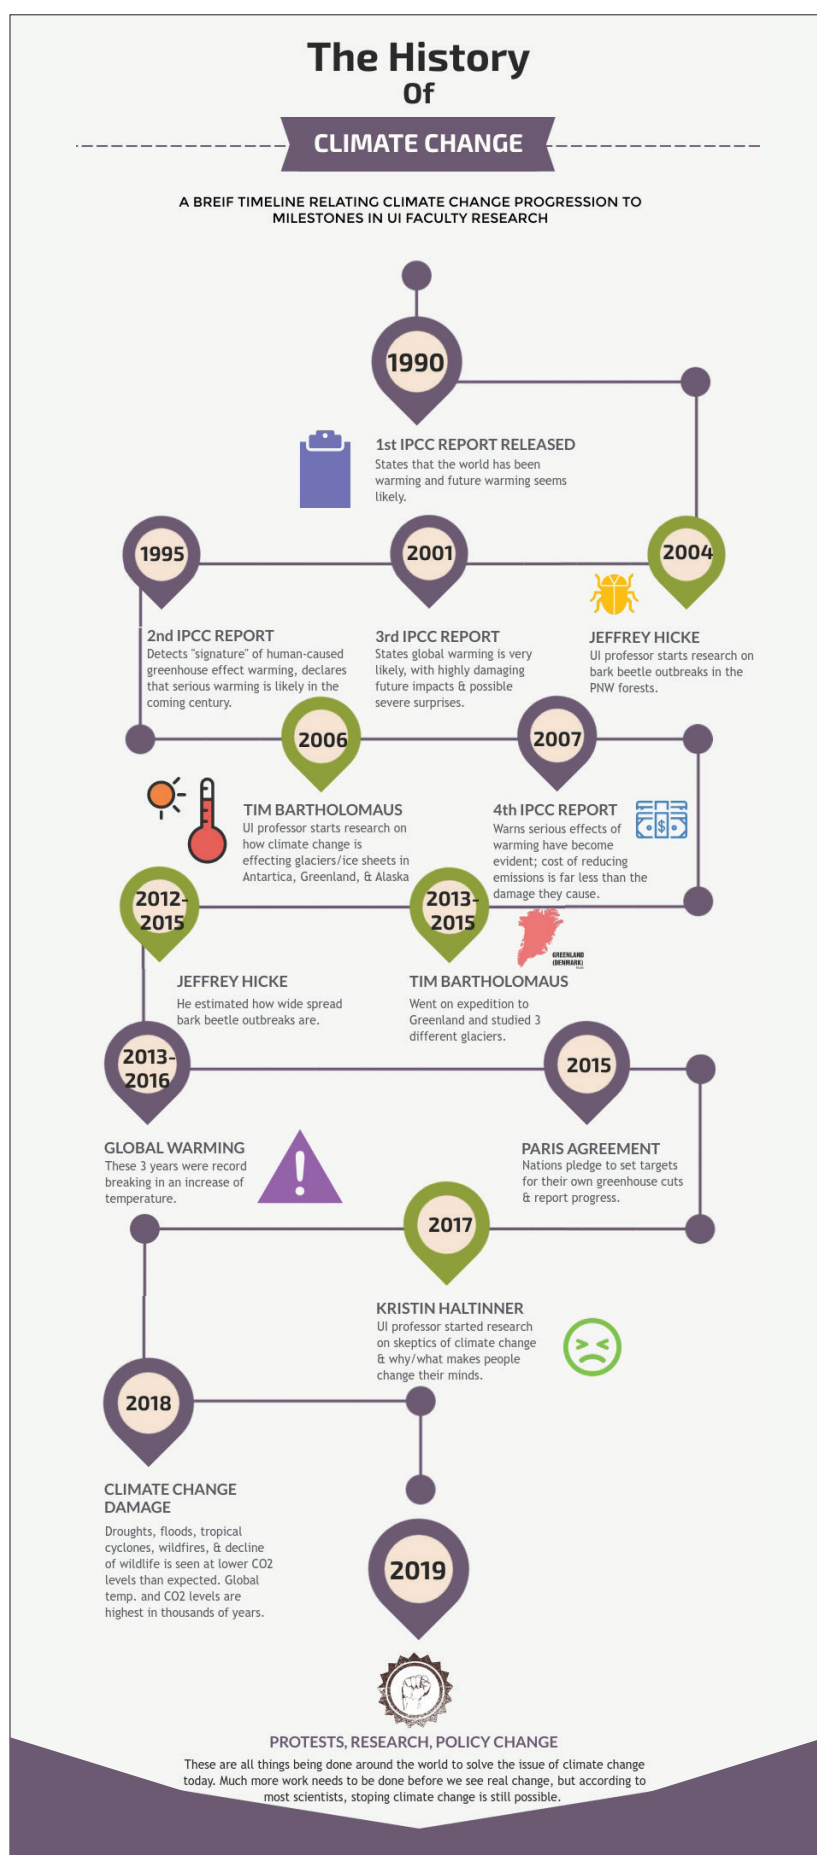 The History
Of
CLIMATE CHANGE
A BREIF TIMELINE RELATING CLIMATE CHANGE PROGRESSION TO
MILESTONES IN UI FACULTY RESEARCH
1990
1st IPCC REPORT RELEASED
States that the world has been
warming and future warming seems
likely.
1995
2nd IPCC REPORT
Detects "signature" of human-caused
greenhouse effect warming, declares
that serious warming is likely in the
coming century.
2001
3rd IPCC REPORT
States global warming is very
likely, with highly damaging
future impacts & possible
severe surprises.
2004
JEFFREY HICKE
UI professor starts research on
bark beetle outbreaks in the
PNW forests.
2006
TIM BARTHOLOMAUS
UI professor starts research on
how climate change is
effecting glaciers/ice sheets in
Antartica, Greenland, & Alaska
2007
4th IPCC REPORT
Warns serious effects of
warming have become
evident; cost of reducing
emissions is far less than the
damage they cause.
$
2012-
2015
JEFFREY HICKE
He estimated how wide spread
bark beetle outbreaks are.
2013-
2015
GREENLAND
(DENMARK)
TIM BARTHOLOMAUS
Went on expedition to
Greenland and studied 3
different glaciers.
2013-
2016
GLOBAL WARMING
These 3 years were record
breaking in an increase of
temperature.
!
2015
PARIS AGREEMENT
Nations pledge to set targets
for their own greenhouse cuts
& report progress.
2017
KRISTIN HALTINNER
UI professor started research
on skeptics of climate change
& why/what makes people
change their minds.
2018
CLIMATE CHANGE
DAMAGE
Droughts, floods, tropical
cyclones, wildfires, & decline
of wildlife is seen at lower CO2
levels than expected. Global
temp. and CO2 levels are
highest in thousands of years.
2019
PROTESTS, RESEARCH, POLICY CHANGE
These are all things being done around the world to solve the issue of climate change
today. Much more work needs to be done before we see real change, but according to
most scientists, stoping climate change is still possible.